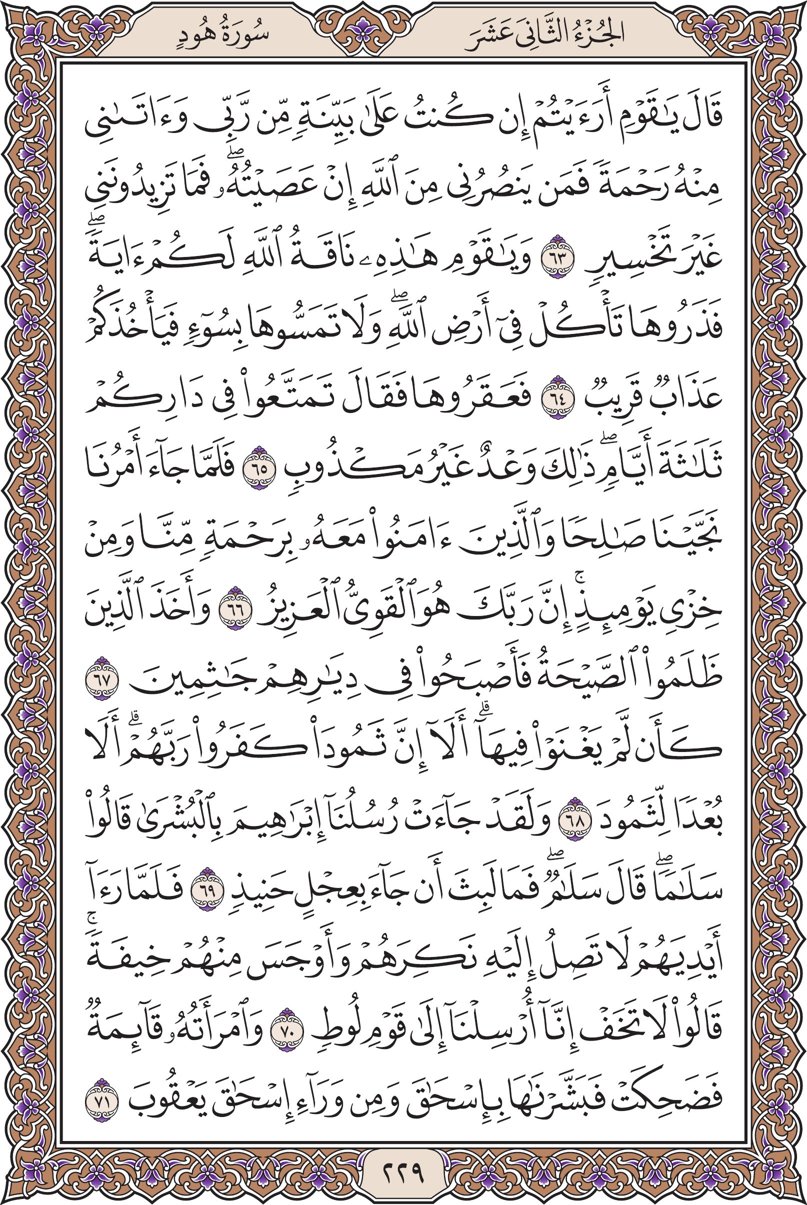 الجُزْءُ الثَّانِيَ عَشَرَ
سُورَةُ هُودٍ
قَالَ يَٰقَوْمِ أَرَءَيْتُمْ إِن كُنتُ عَلَىٰ بَيِّنَةٍ مِّن رَّبِّى وَءَاتَىٰنِى
مِنْهُ رَحْمَةً فَمَن يَنصُرُنِى مِنَ ٱللَّهِ إِنْ عَصَيْتُهُۥ ۖ فَمَا تَزِيدُونَنِى
غَيْرَ تَخْسِيرٍ ٦٣ وَيَٰقَوْمِ هَٰذِهِۦ نَاقَةُ ٱللَّهِ لَكُمْ ءَايَةً ۖ
فَذَرُوهَا تَأْكُلْ فِىٓ أَرْضِ ٱللَّهِ ۖ وَلَا تَمَسُّوهَا بِسُوٓءٍ فَيَأْخُذَكُمْ
عَذَابٌ قَرِيبٌ ٦٤ فَعَقَرُوهَا فَقَالَ تَمَتَّعُوا۟ فِى دَارِكُمْ
ثَلَٰثَةَ أَيَّامٍ ۖ ذَٰلِكَ وَعْدٌ غَيْرُ مَكْذُوبٍ ٦٥ فَلَمَّا جَآءَ أَمْرُنَا
نَجَّيْنَا صَٰلِحًا وَٱلَّذِينَ ءَامَنُوا۟ مَعَهُۥ بِرَحْمَةٍ مِّنَّا وَمِنْ
خِزْىِ يَوْمِئِذٍ ۚ إِنَّ رَبَّكَ هُوَ ٱلْقَوِىُّ ٱلْعَزِيزُ ٦٦ وَأَخَذَ ٱلَّذِينَ
ظَلَمُوا۟ ٱلصَّيْحَةُ فَأَصْبَحُوا۟ فِى دِيَٰرِهِمْ جَٰثِمِينَ ٦٧
كَأَن لَّمْ يَغْنَوْا۟ فِيهَآ ۗ أَلَآ إِنَّ ثَمُودَا۟ كَفَرُوا۟ رَبَّهُمْ ۗ أَلَا
بُعْدًا لِّثَمُودَ ٦٨ وَلَقَدْ جَآءَتْ رُسُلُنَآ إِبْرَٰهِيمَ بِٱلْبُشْرَىٰ قَالُوا۟
سَلَٰمًا ۖ قَالَ سَلَٰمٌ ۖ فَمَا لَبِثَ أَن جَآءَ بِعِجْلٍ حَنِيذٍ ٦٩ فَلَمَّا رَءَآ
أَيْدِيَهُمْ لَا تَصِلُ إِلَيْهِ نَكِرَهُمْ وَأَوْجَسَ مِنْهُمْ خِيفَةً ۚ
قَالُوا۟ لَا تَخَفْ إِنَّآ أُرْسِلْنَآ إِلَىٰ قَوْمِ لُوطٍ ٧٠ وَٱمْرَأَتُهُۥ قَآئِمَةٌ
فَضَحِكَتْ فَبَشَّرْنَٰهَا بِإِسْحَٰقَ وَمِن وَرَآءِ إِسْحَٰقَ يَعْقُوبَ ٧١
٢٢٩